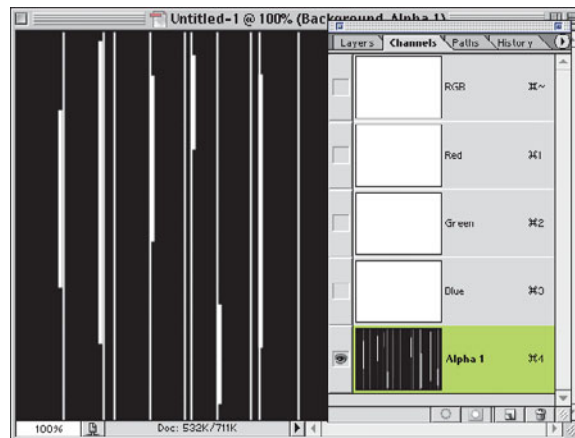 Untitled-1 @ 100% (Background, Alpha 1)
Layers Channels Paths History
RGB ⌘~
Red ⌘1
Green ⌘2
Blue ⌘3
Alpha 1 ⌘4
100% Doc: 532K/711K